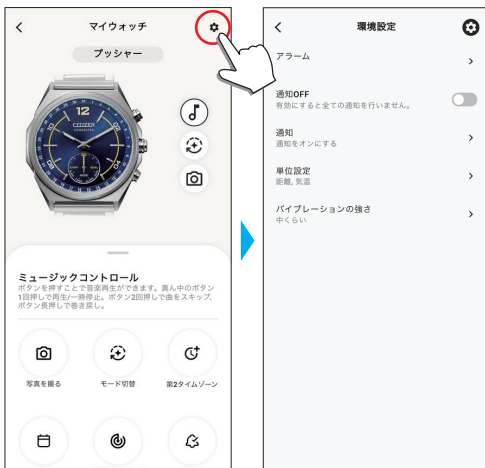 マイウォッチ
プッシャー
12
CITIZEN
CONNECTED
ミュージックコントロール
ボタンを押すことで音楽再生ができます。真ん中のボタン
1回押しで再生/一時停止。ボタン2回押しで曲をスキップ、
ボタン長押しで巻き戻し。
写真を撮る
モード切替
第2タイムゾーン
環境設定
アラーム
通知OFF
有効にすると全ての通知を行いません。
通知
通知をオンにする
単位設定
距離, 気温
バイブレーションの強さ
中くらい